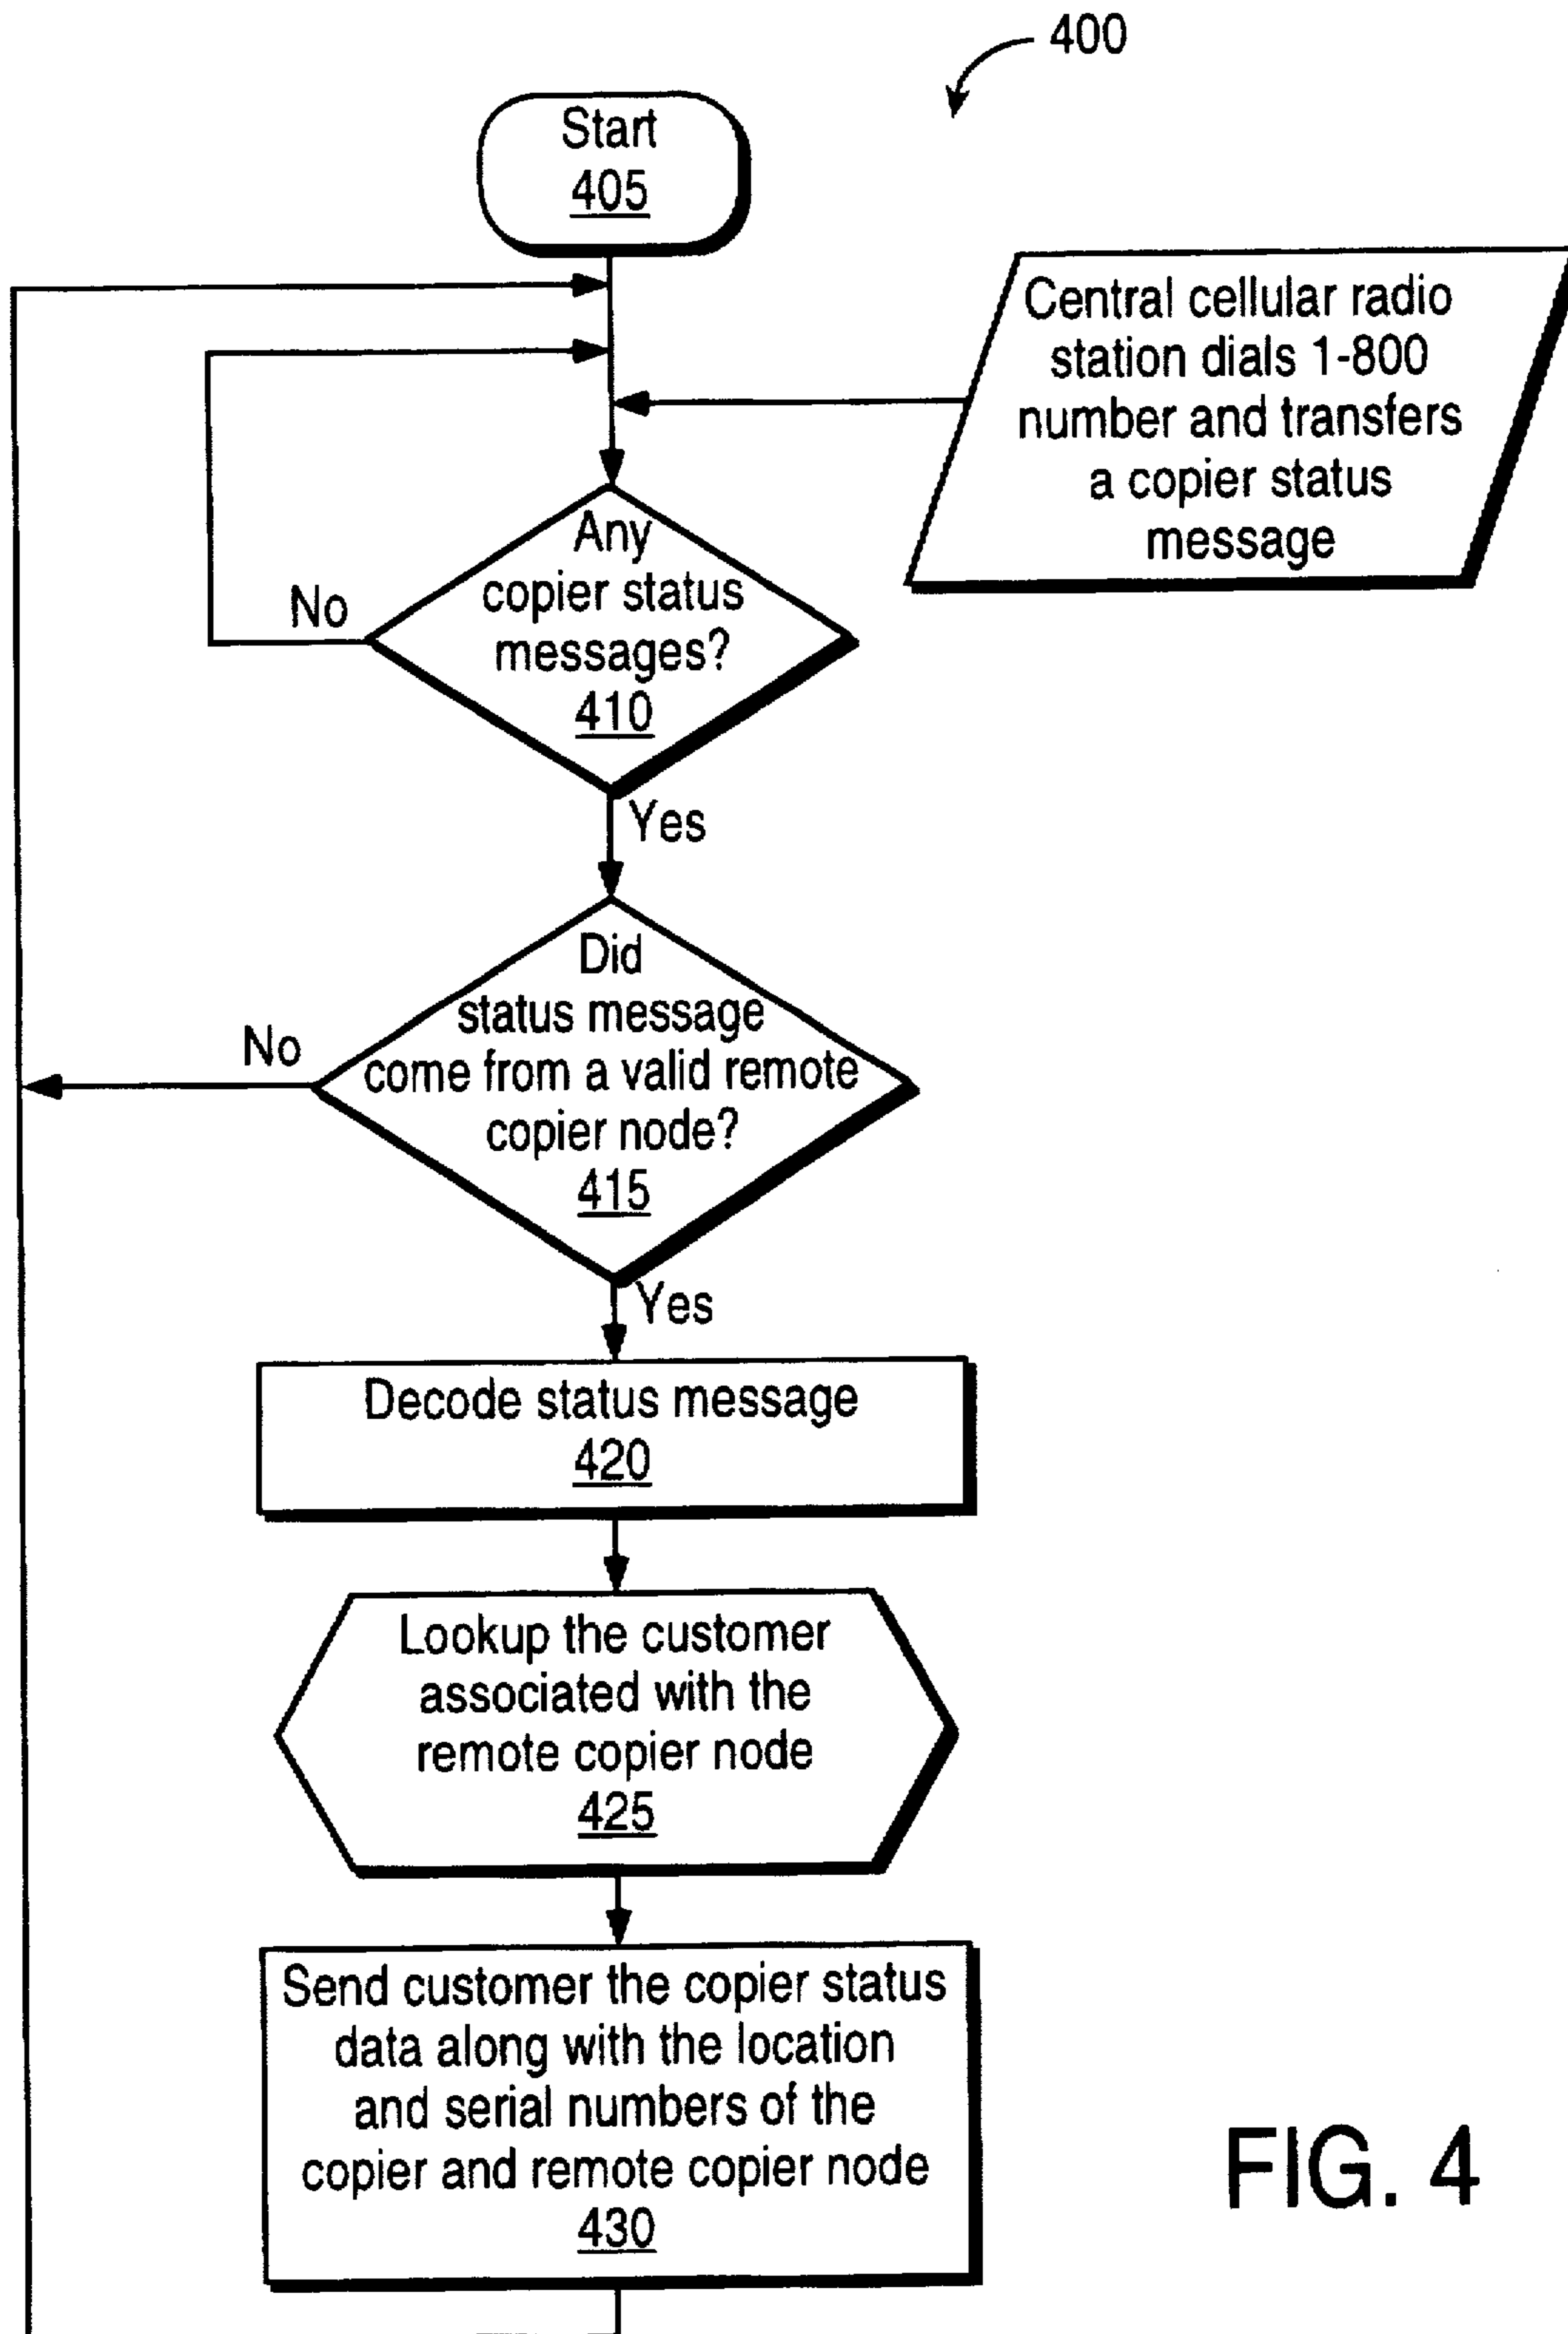 400
Start
405
Central cellular radio
station dials 1-800
number and transfers
a copier status
message
Any
copier status
messages?
410
No
Yes
Did
status message
come from a valid remote
copier node?
415
No
Yes
Decode status message
420
Lookup the customer
associated with the
remote copier node
425
Send customer the copier status
data along with the location
and serial numbers of the
copier and remote copier node
430
FIG. 4